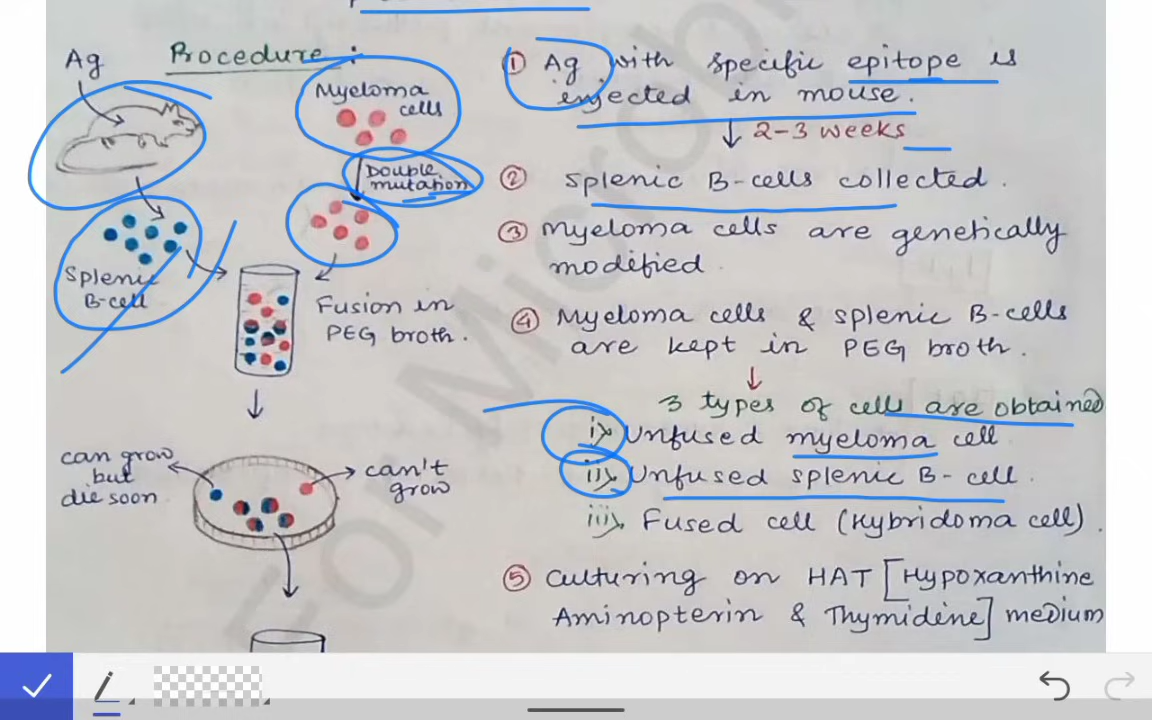 Procedure :
Ag
Myeloma
cells
Double
mutation
Splenic
B-cell
Fusion in
PEG broth.
can grow
but
die soon
can't
grow
① Ag with specific epitope is
injected in mouse.
↓ 2-3 weeks
② Splenic B-cells collected.
③ Myeloma cells are genetically
modified.
④ Myeloma cells & splenic B-cells
are kept in PEG broth.
↓
3 types of cells are obtained
i> Unfused myeloma cell
ii> Unfused splenic B-cell.
iii> Fused cell (Hybridoma cell).
⑤ Culturing on HAT [Hypoxanthine
Aminopterin & Thymidine] medium
For Microb